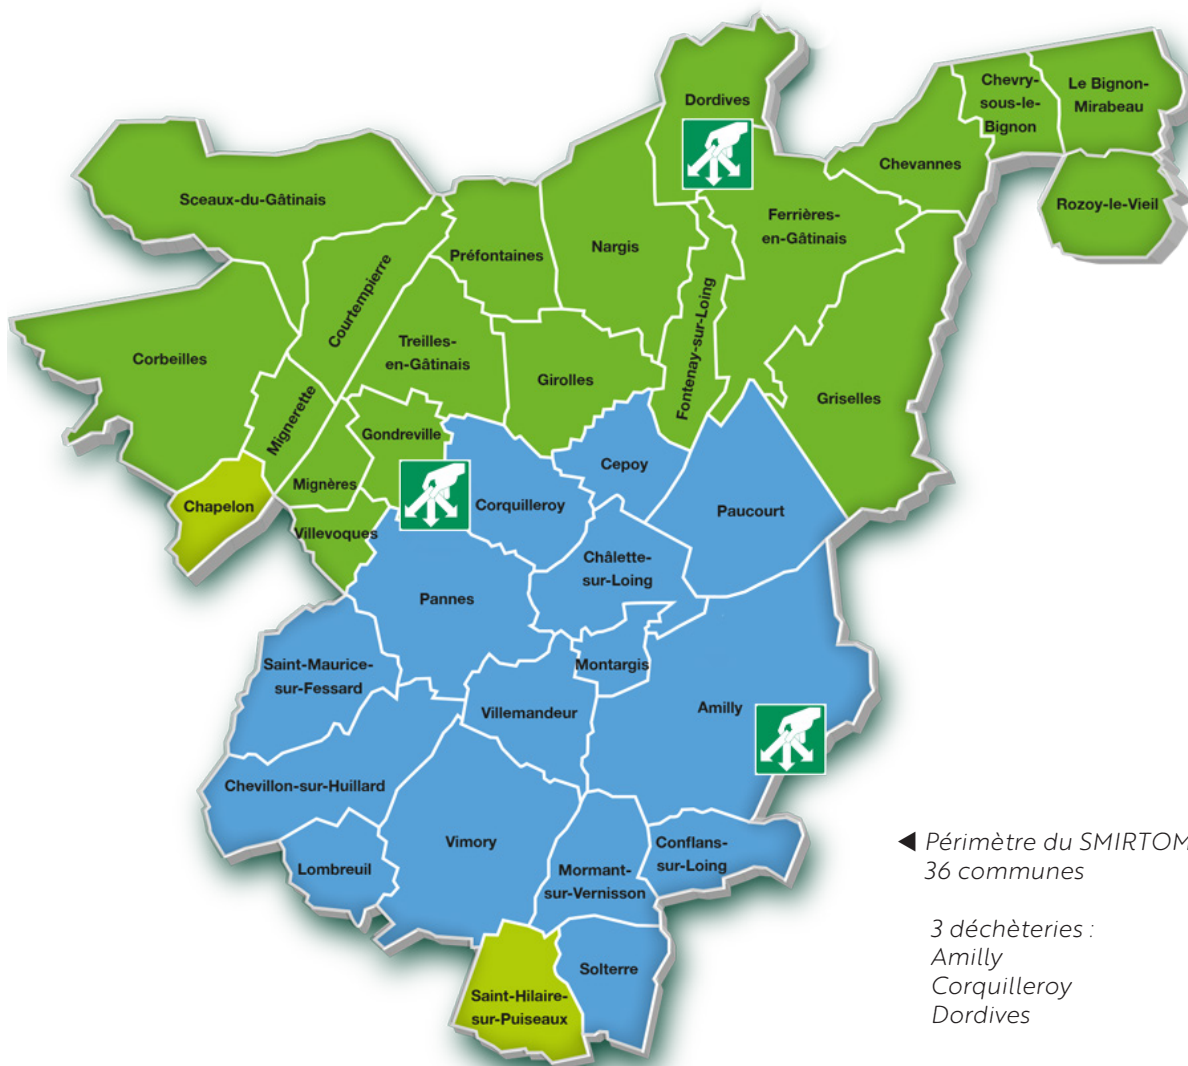 Dordives
Chevry-
sous-le-
Bignon
Le Bignon-
Mirabeau
Chevannes
Rozoy-le-Vieil
Sceaux-du-Gâtinais
Ferrières-
en-Gâtinais
Préfontaines
Nargis
Courtempierre
Fontenay-sur-Loing
Treilles-
en-Gâtinais
Corbeilles
Girolles
Griselles
Mignerette
Gondreville
Cepoy
Mignères
Chapelon
Corquilleroy
Paucourt
Villevoques
Châlette-
sur-Loing
Pannes
Saint-Maurice-
sur-Fessard
Montargis
Villemandeur
Amilly
Chevillon-sur-Huillard
Vimory
Conflans-
sur-Loing
Lombreuil
Mormant-
sur-Vernisson
Solterre
Saint-Hilaire-
sur-Puiseaux
◄ Périmètre du SMIRTOM
36 communes
3 déchèteries :
Amilly
Corquilleroy
Dordives